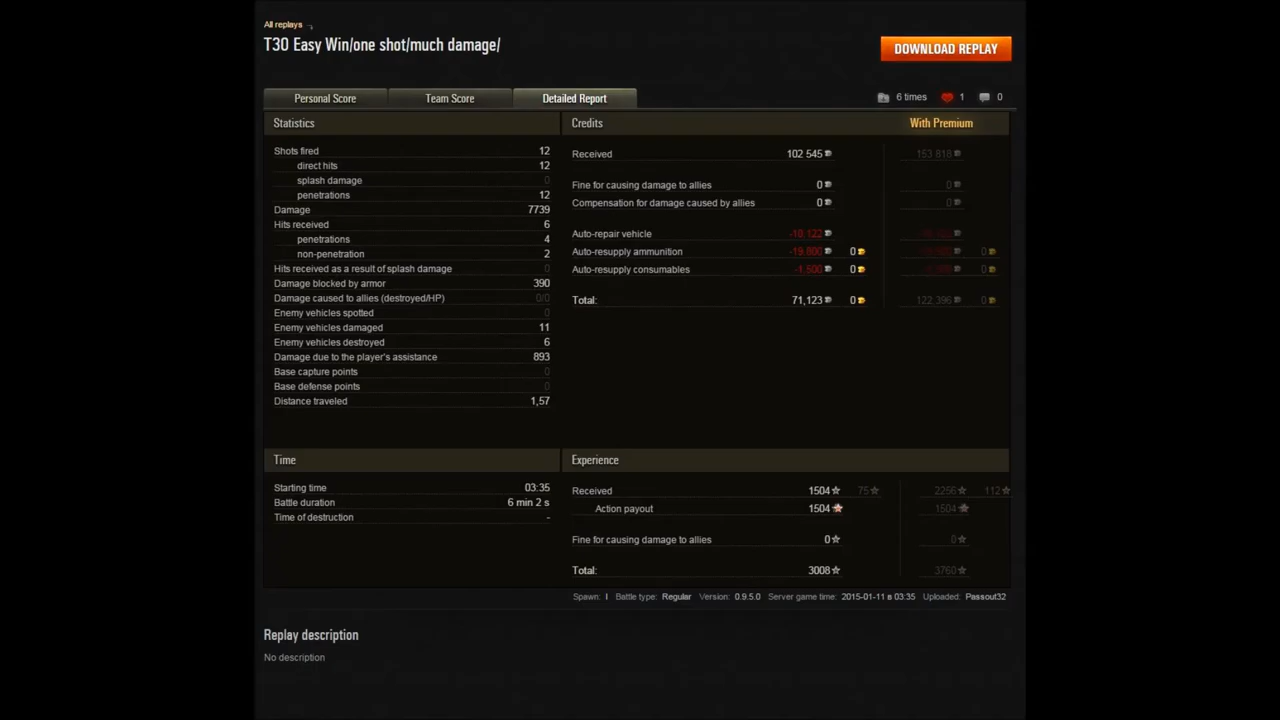 All replays
T30 Easy Win/one shot/much damage/
DOWNLOAD REPLAY
Personal Score Team Score Detailed Report 6 times 1 0
Statistics
Shots fired 12
direct hits 12
splash damage 0
penetrations 12
Damage 7739
Hits received 6
penetrations 4
non-penetration 2
Hits received as a result of splash damage 0
Damage blocked by armor 390
Damage caused to allies (destroyed/HP) 0/0
Enemy vehicles spotted 0
Enemy vehicles damaged 11
Enemy vehicles destroyed 6
Damage due to the player's assistance 893
Base capture points 0
Base defense points 0
Distance traveled 1,57
Credits With Premium
Received 102 545 153 818
Fine for causing damage to allies 0 0
Compensation for damage caused by allies 0 0
Auto-repair vehicle -10,122
Auto-resupply ammunition -19,800 0 0
Auto-resupply consumables -1,500 0 0
Total: 71,123 0 122,396 0
Time
Starting time 03:35
Battle duration 6 min 2 s
Time of destruction -
Experience
Received 1504 75 2256 112
Action payout 1504 1504
Fine for causing damage to allies 0 0
Total: 3008 3760
Spawn: I Battle type: Regular Version: 0.9.5.0 Server game time: 2015-01-11 в 03:35 Uploaded: Passout32
Replay description
No description